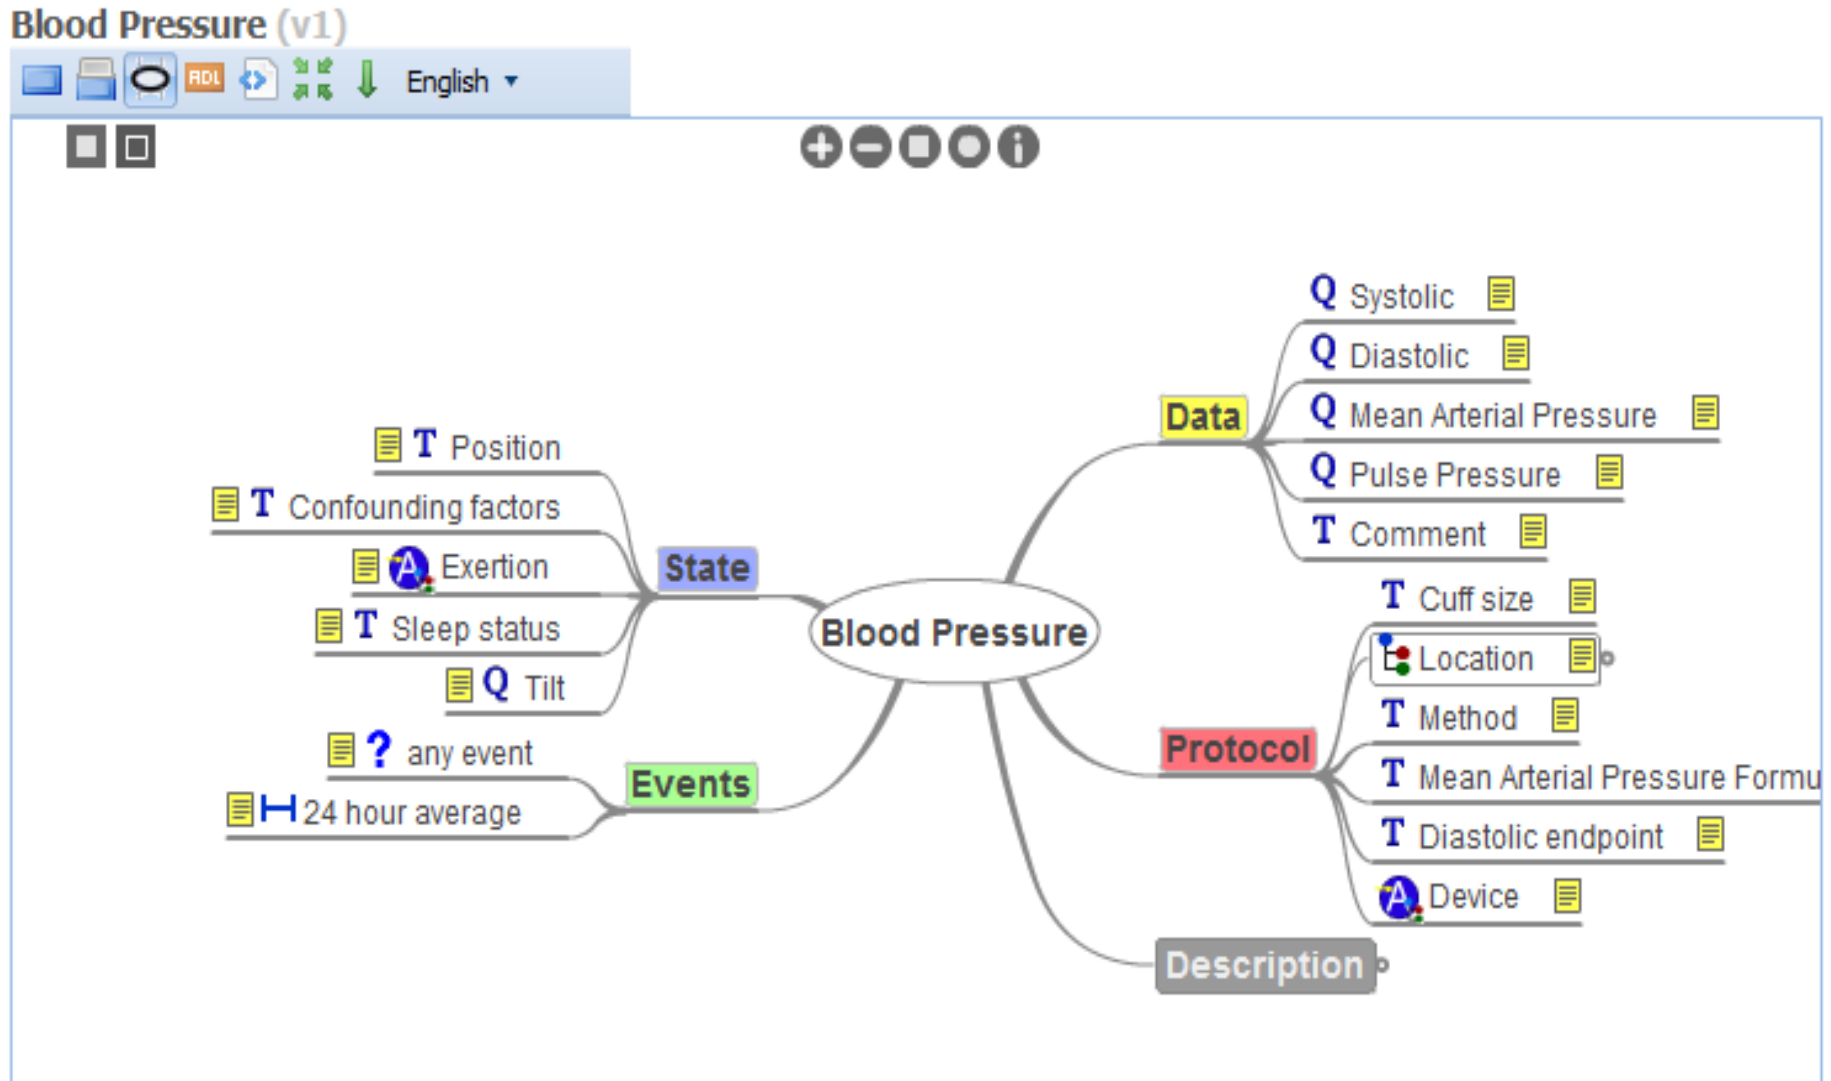 Blood Pressure (v1)
ADL English
Q Systolic
Q Diastolic
Data
Q Mean Arterial Pressure
Q Pulse Pressure
T Comment
T Position
T Confounding factors
A Exertion
State
T Sleep status
Q Tilt
Blood Pressure
? any event
Events
24 hour average
T Cuff size
Location
T Method
Protocol
T Mean Arterial Pressure Formu
T Diastolic endpoint
A Device
Description